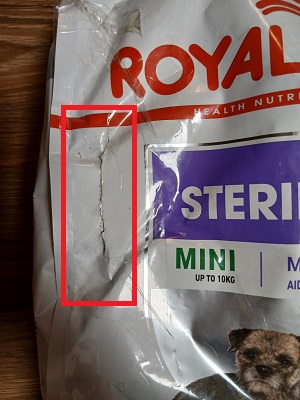 ROYAL
HEALTH NUTRI
STERI
MINI
UP TO 10KG
M
AID